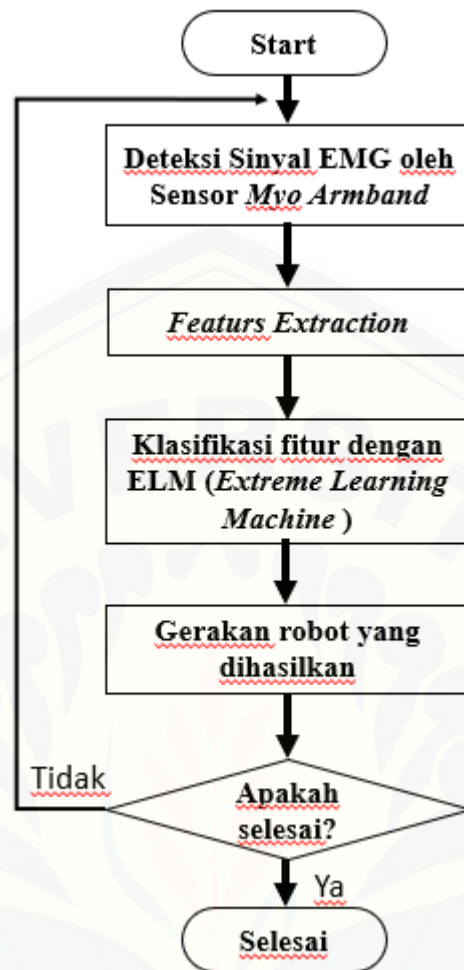 Start
Deteksi Sinyal EMG oleh
Sensor Myo Armband
Featurs Extraction
Klasifikasi fitur dengan
ELM (Extreme Learning
Machine )
Gerakan robot yang
dihasilkan
Tidak
Apakah
selesai?
Ya
Selesai